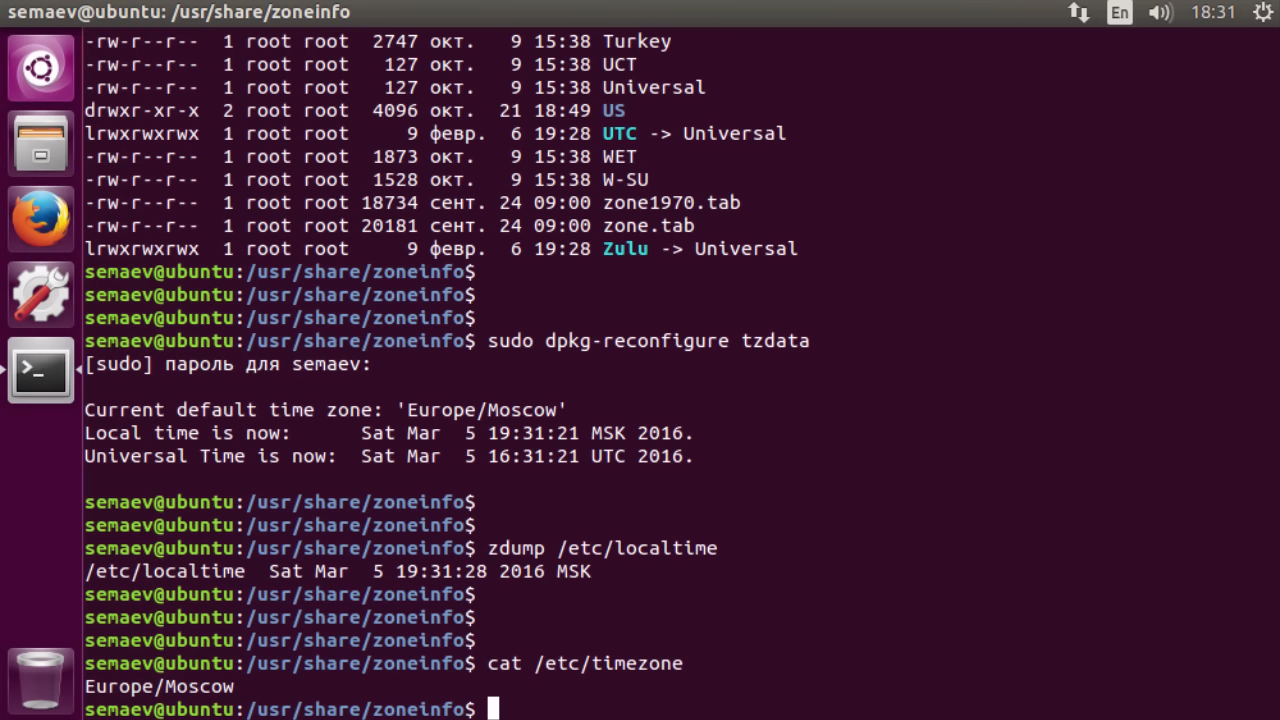 semaev@ubuntu: /usr/share/zoneinfo En 18:31
-rw-r--r-- 1 root root 2747 окт. 9 15:38 Turkey
-rw-r--r-- 1 root root 127 окт. 9 15:38 UCT
-rw-r--r-- 1 root root 127 окт. 9 15:38 Universal
drwxr-xr-x 2 root root 4096 окт. 21 18:49 US
lrwxrwxrwx 1 root root 9 февр. 6 19:28 UTC -> Universal
-rw-r--r-- 1 root root 1873 окт. 9 15:38 WET
-rw-r--r-- 1 root root 1528 окт. 9 15:38 W-SU
-rw-r--r-- 1 root root 18734 сент. 24 09:00 zone1970.tab
-rw-r--r-- 1 root root 20181 сент. 24 09:00 zone.tab
lrwxrwxrwx 1 root root 9 февр. 6 19:28 Zulu -> Universal
semaev@ubuntu:/usr/share/zoneinfo$
semaev@ubuntu:/usr/share/zoneinfo$
semaev@ubuntu:/usr/share/zoneinfo$
semaev@ubuntu:/usr/share/zoneinfo$ sudo dpkg-reconfigure tzdata
[sudo] пароль для semaev:
Current default time zone: 'Europe/Moscow'
Local time is now: Sat Mar 5 19:31:21 MSK 2016.
Universal Time is now: Sat Mar 5 16:31:21 UTC 2016.
semaev@ubuntu:/usr/share/zoneinfo$
semaev@ubuntu:/usr/share/zoneinfo$
semaev@ubuntu:/usr/share/zoneinfo$ zdump /etc/localtime
/etc/localtime Sat Mar 5 19:31:28 2016 MSK
semaev@ubuntu:/usr/share/zoneinfo$
semaev@ubuntu:/usr/share/zoneinfo$
semaev@ubuntu:/usr/share/zoneinfo$
semaev@ubuntu:/usr/share/zoneinfo$ cat /etc/timezone
Europe/Moscow
semaev@ubuntu:/usr/share/zoneinfo$